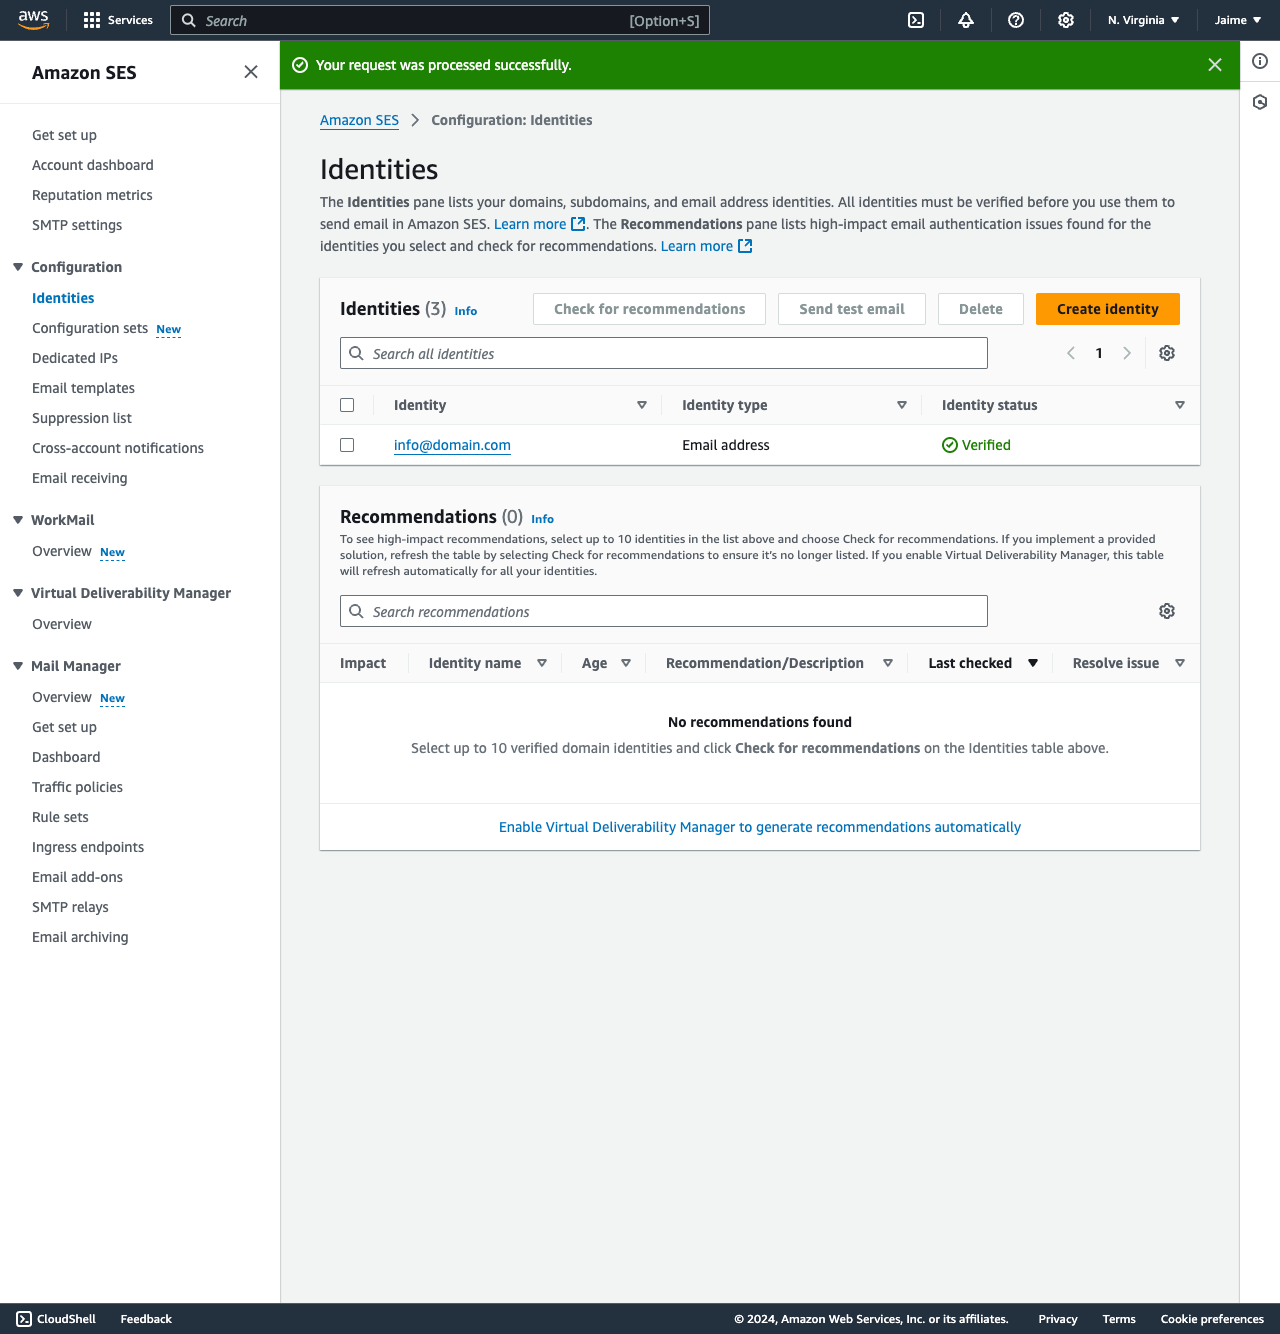 aws
Services
Search
[Option+S]
N. Virginia
Jaime
Amazon SES
Get set up
Account dashboard
Reputation metrics
SMTP settings
Configuration
Identities
Configuration sets New
Dedicated IPs
Email templates
Suppression list
Cross-account notifications
Email receiving
WorkMail
Overview New
Virtual Deliverability Manager
Overview
Mail Manager
Overview New
Get set up
Dashboard
Traffic policies
Rule sets
Ingress endpoints
Email add-ons
SMTP relays
Email archiving
Your request was processed successfully.
Amazon SES
Configuration: Identities
Identities
The Identities pane lists your domains, subdomains, and email address identities. All identities must be verified before you use them to
send email in Amazon SES. Learn more . The Recommendations pane lists high-impact email authentication issues found for the
identities you select and check for recommendations. Learn more
Identities (3) Info
Check for recommendations
Send test email
Delete
Create identity
Search all identities
1
Identity
Identity type
Identity status
info@domain.com
Email address
Verified
Recommendations (0) Info
To see high-impact recommendations, select up to 10 identities in the list above and choose Check for recommendations. If you implement a provided
solution, refresh the table by selecting Check for recommendations to ensure it's no longer listed. If you enable Virtual Deliverability Manager, this table
will refresh automatically for all your identities.
Search recommendations
Impact
Identity name
Age
Recommendation/Description
Last checked
Resolve issue
No recommendations found
Select up to 10 verified domain identities and click Check for recommendations on the Identities table above.
Enable Virtual Deliverability Manager to generate recommendations automatically
CloudShell
Feedback
© 2024, Amazon Web Services, Inc. or its affiliates.
Privacy
Terms
Cookie preferences